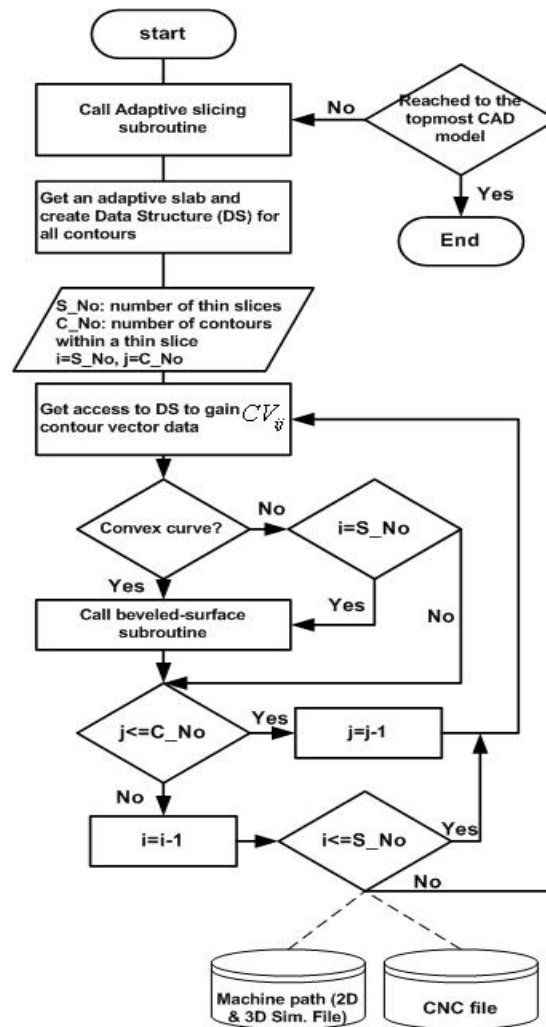 start
Call Adaptive slicing
subroutine
No
Reached to the
topmost CAD
model
Yes
End
Get an adaptive slab and
create Data Structure (DS) for
all contours
S_No: number of thin slices
C_No: number of contours
within a thin slice
i=S_No, j=C_No
Get access to DS to gain CVij
contour vector data
Convex curve?
No
i=S_No
Yes
Yes
No
Call beveled-surface
subroutine
j<=C_No
Yes
j=j-1
No
i=i-1
i<=S_No
Yes
No
Machine path (2D
& 3D Sim. File)
CNC file